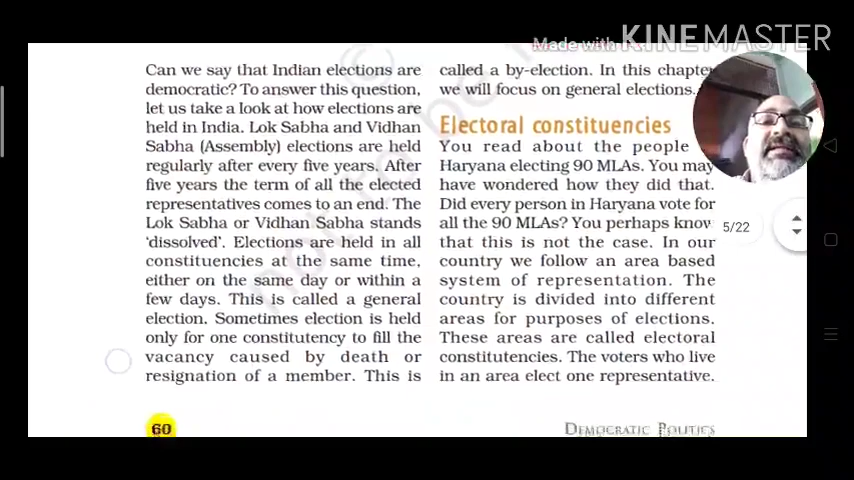 Made with KINEMASTER
Can we say that Indian elections are
democratic? To answer this question,
let us take a look at how elections are
held in India. Lok Sabha and Vidhan
Sabha (Assembly) elections are held
regularly after every five years. After
five years the term of all the elected
representatives comes to an end. The
Lok Sabha or Vidhan Sabha stands
‘dissolved’. Elections are held in all
constituencies at the same time,
either on the same day or within a
few days. This is called a general
election. Sometimes election is held
only for one constitutency to fill the
vacancy caused by death or
resignation of a member. This is
called a by-election. In this chapter
we will focus on general elections.
Electoral constituencies
You read about the people
Haryana electing 90 MLAs. You may
have wondered how they did that.
Did every person in Haryana vote for
all the 90 MLAs? You perhaps know
that this is not the case. In our
country we follow an area based
system of representation. The
country is divided into different
areas for purposes of elections.
These areas are called electoral
constitutencies. The voters who live
in an area elect one representative.
5/22
60
DEMOCRATIC POLITICS
©
not to be